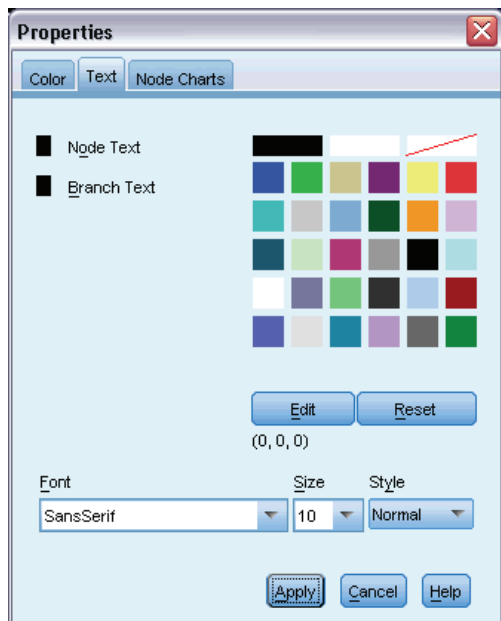 Properties
Color Text Node Charts
Node Text
Branch Text
Edit Reset
(0, 0, 0)
Font Size Style
SansSerif 10 Normal
Apply Cancel Help